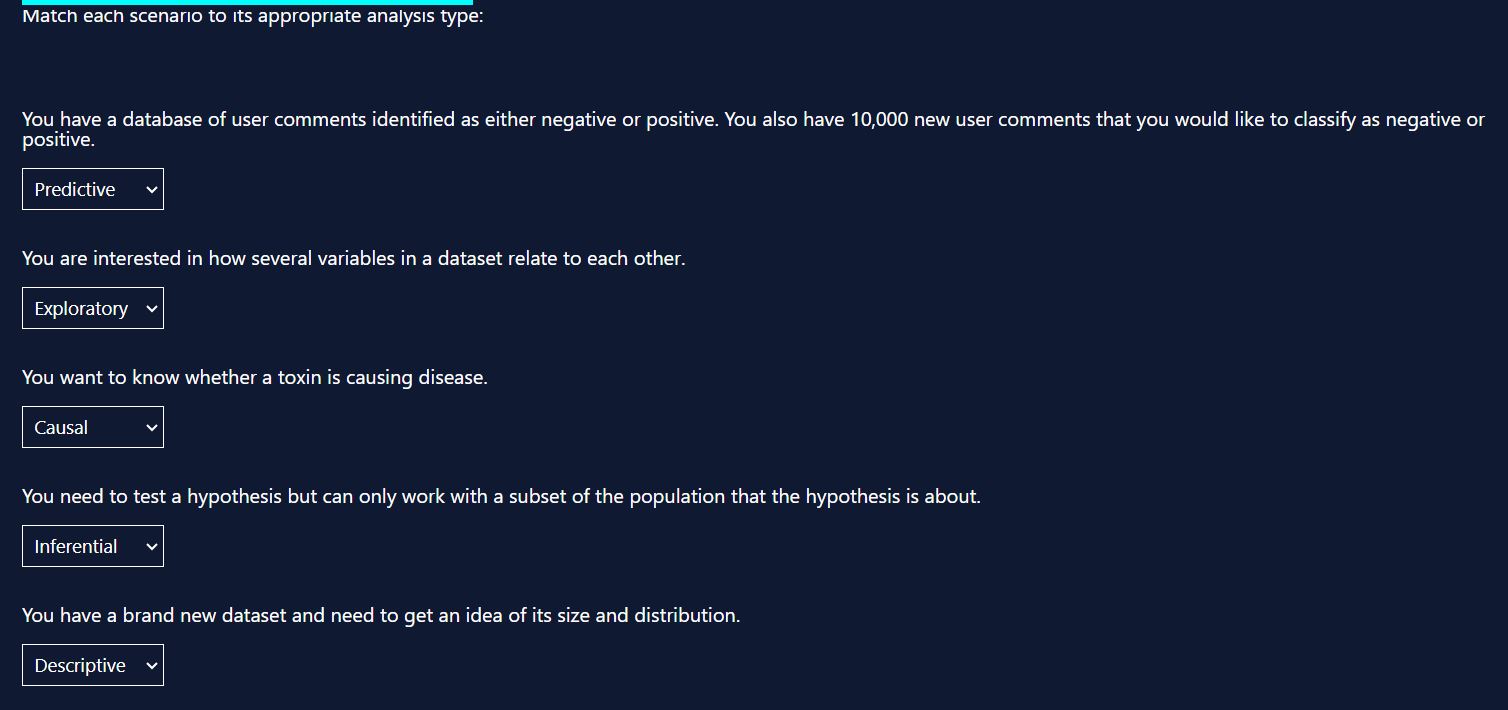 Match each scenario to its appropriate analysis type:
You have a database of user comments identified as either negative or positive. You also have 10,000 new user comments that you would like to classify as negative or
positive.
Predictive
You are interested in how several variables in a dataset relate to each other.
Exploratory
You want to know whether a toxin is causing disease.
Causal
You need to test a hypothesis but can only work with a subset of the population that the hypothesis is about.
Inferential
You have a brand new dataset and need to get an idea of its size and distribution.
Descriptive